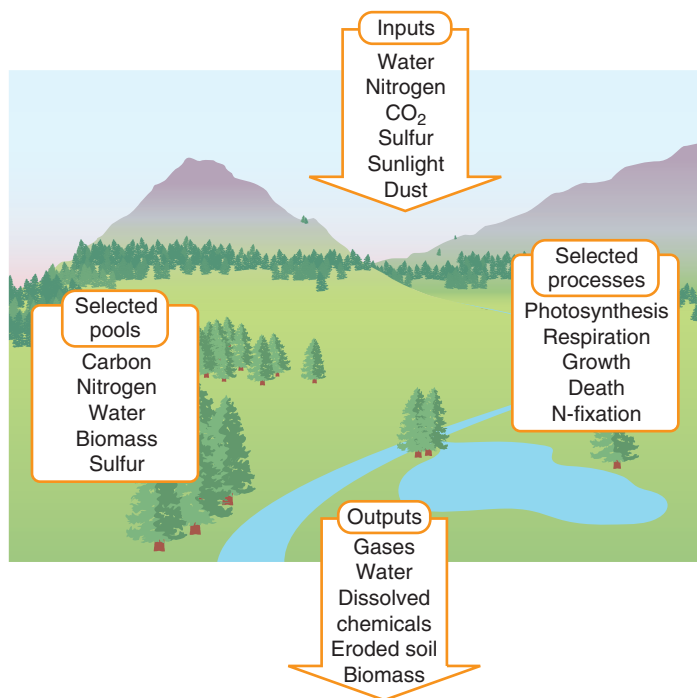 Inputs
Water
Nitrogen
CO₂
Sulfur
Sunlight
Dust
Selected
pools
Carbon
Nitrogen
Water
Biomass
Sulfur
Selected
processes
Photosynthesis
Respiration
Growth
Death
N-fixation
Outputs
Gases
Water
Dissolved
chemicals
Eroded soil
Biomass